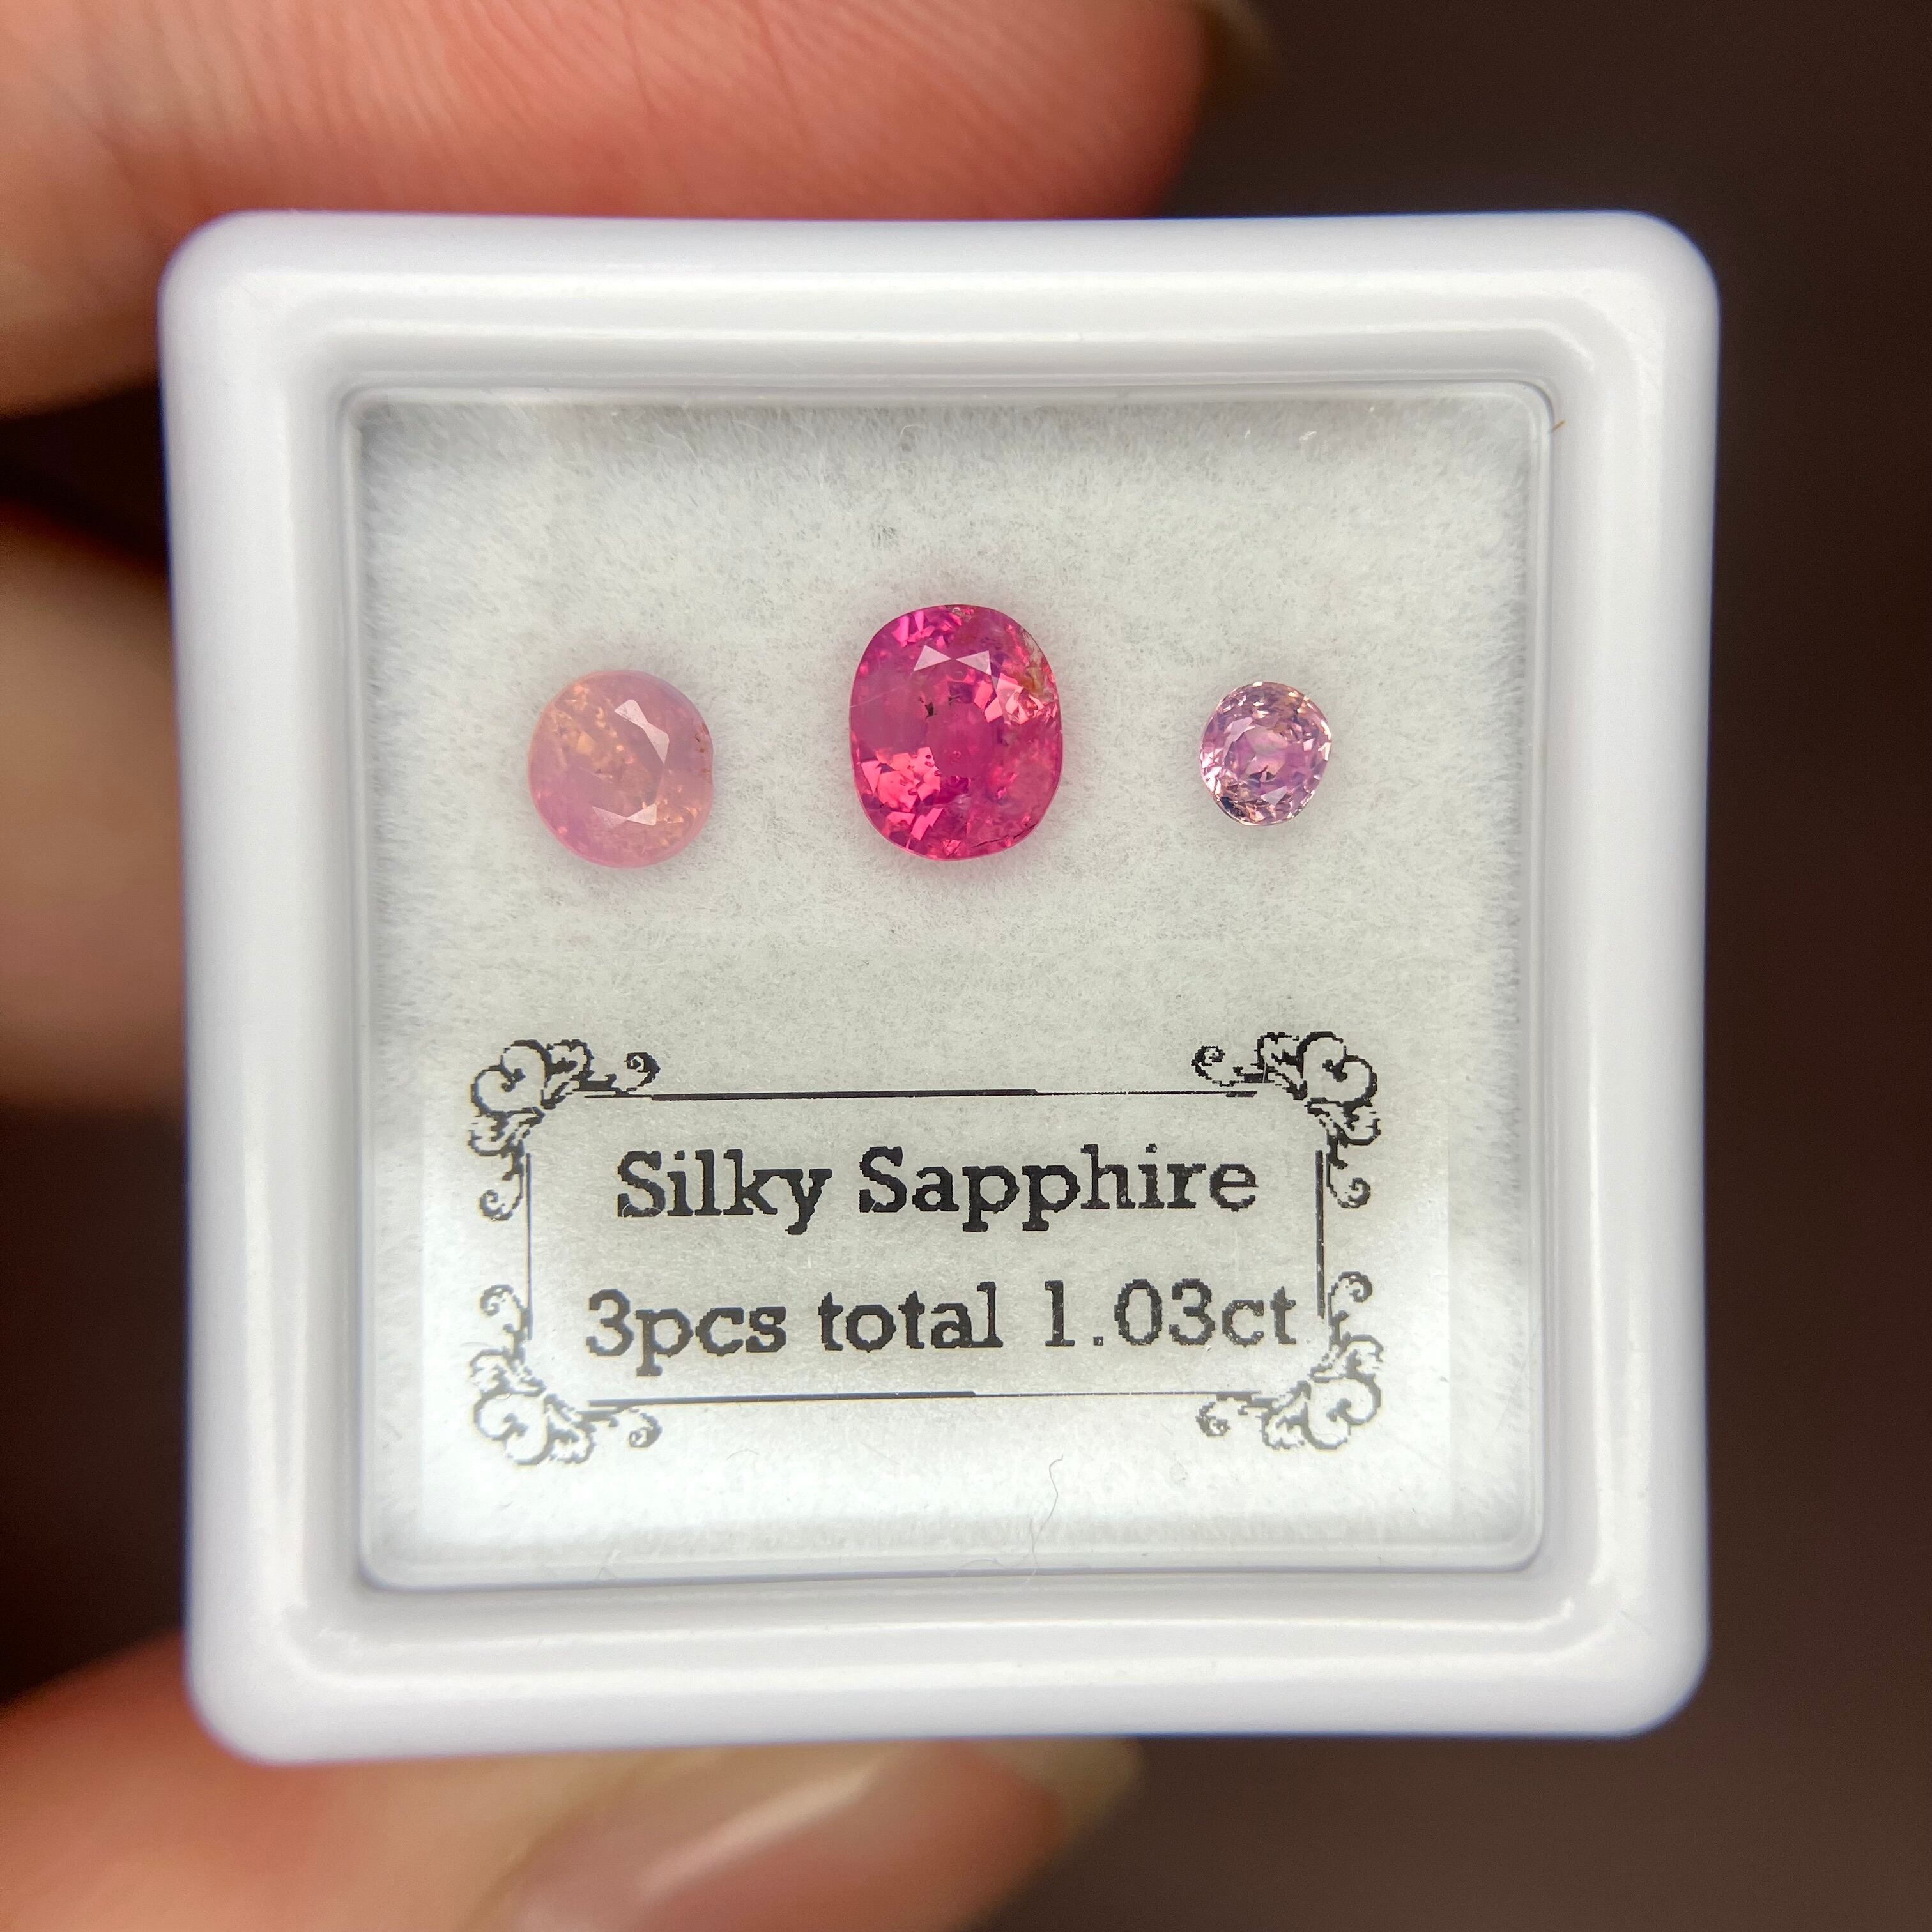 Silky Sapphire
3pcs total 1.03ct